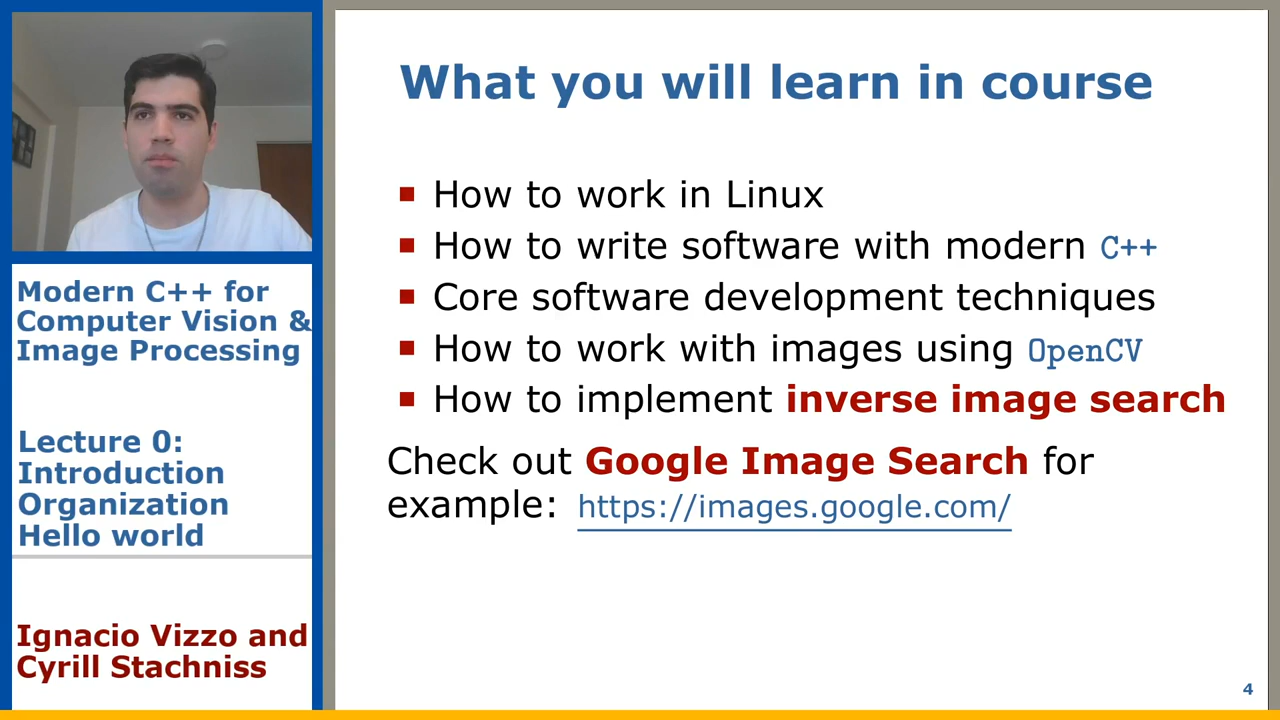 Modern C++ for
Computer Vision &
Image Processing
Lecture 0:
Introduction
Organization
Hello world
Ignacio Vizzo and
Cyrill Stachniss
What you will learn in course
How to work in Linux
How to write software with modern C++
Core software development techniques
How to work with images using OpenCV
How to implement inverse image search
Check out Google Image Search for
example: https://images.google.com/
4